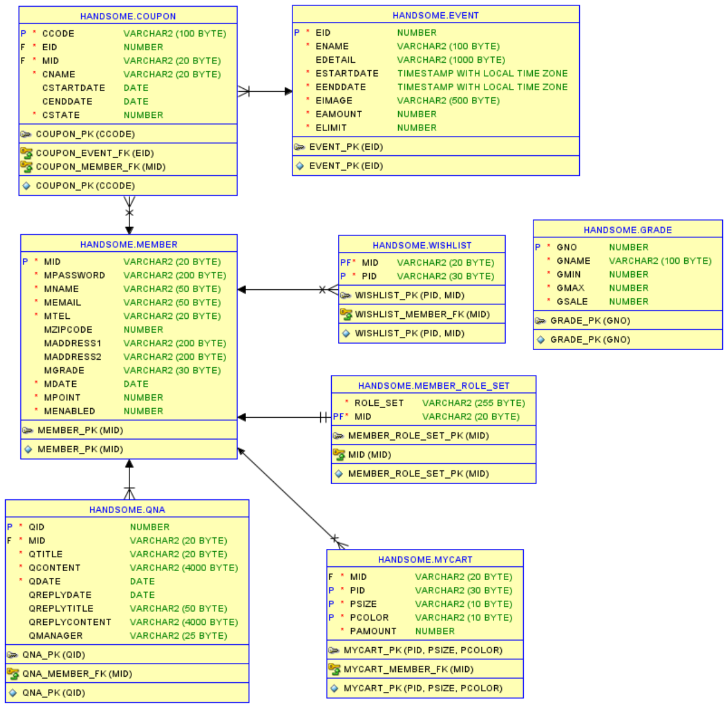 HANDSOME.COUPON
P * CCODE VARCHAR2 (100 BYTE)
F * EID NUMBER
F * MID VARCHAR2 (20 BYTE)
* CNAME VARCHAR2 (20 BYTE)
CSTARTDATE DATE
CENDDATE DATE
* CSTATE NUMBER
COUPON_PK (CCODE)
COUPON_EVENT_FK (EID)
COUPON_MEMBER_FK (MID)
COUPON_PK (CCODE)
HANDSOME.EVENT
P * EID NUMBER
* ENAME VARCHAR2 (100 BYTE)
EDETAIL VARCHAR2 (1000 BYTE)
* ESTARTDATE TIMESTAMP WITH LOCAL TIME ZONE
* EENDDATE TIMESTAMP WITH LOCAL TIME ZONE
* EIMAGE VARCHAR2 (500 BYTE)
* EAMOUNT NUMBER
* ELIMIT NUMBER
EVENT_PK (EID)
EVENT_PK (EID)
HANDSOME.MEMBER
P * MID VARCHAR2 (20 BYTE)
* MPASSWORD VARCHAR2 (200 BYTE)
* MNAME VARCHAR2 (50 BYTE)
* MEMAIL VARCHAR2 (50 BYTE)
* MTEL VARCHAR2 (20 BYTE)
MZIPCODE NUMBER
MADDRESS1 VARCHAR2 (200 BYTE)
MADDRESS2 VARCHAR2 (200 BYTE)
MGRADE VARCHAR2 (30 BYTE)
* MDATE DATE
* MPOINT NUMBER
* MENABLED NUMBER
MEMBER_PK (MID)
MEMBER_PK (MID)
HANDSOME.WISHLIST
PF* MID VARCHAR2 (20 BYTE)
P * PID VARCHAR2 (30 BYTE)
WISHLIST_PK (PID, MID)
WISHLIST_MEMBER_FK (MID)
WISHLIST_PK (PID, MID)
HANDSOME.GRADE
P * GNO NUMBER
* GNAME VARCHAR2 (100 BYTE)
* GMIN NUMBER
* GMAX NUMBER
* GSALE NUMBER
GRADE_PK (GNO)
GRADE_PK (GNO)
HANDSOME.MEMBER_ROLE_SET
* ROLE_SET VARCHAR2 (255 BYTE)
PF* MID VARCHAR2 (20 BYTE)
MEMBER_ROLE_SET_PK (MID)
MID (MID)
MEMBER_ROLE_SET_PK (MID)
HANDSOME.QNA
P * QID NUMBER
F * MID VARCHAR2 (20 BYTE)
* QTITLE VARCHAR2 (20 BYTE)
* QCONTENT VARCHAR2 (4000 BYTE)
* QDATE DATE
QREPLYDATE DATE
QREPLYTITLE VARCHAR2 (50 BYTE)
QREPLYCONTENT VARCHAR2 (4000 BYTE)
QMANAGER VARCHAR2 (25 BYTE)
QNA_PK (QID)
QNA_MEMBER_FK (MID)
QNA_PK (QID)
HANDSOME.MYCART
F * MID VARCHAR2 (20 BYTE)
P * PID VARCHAR2 (30 BYTE)
P * PSIZE VARCHAR2 (10 BYTE)
P * PCOLOR VARCHAR2 (10 BYTE)
* PAMOUNT NUMBER
MYCART_PK (PID, PSIZE, PCOLOR)
MYCART_MEMBER_FK (MID)
MYCART_PK (PID, PSIZE, PCOLOR)